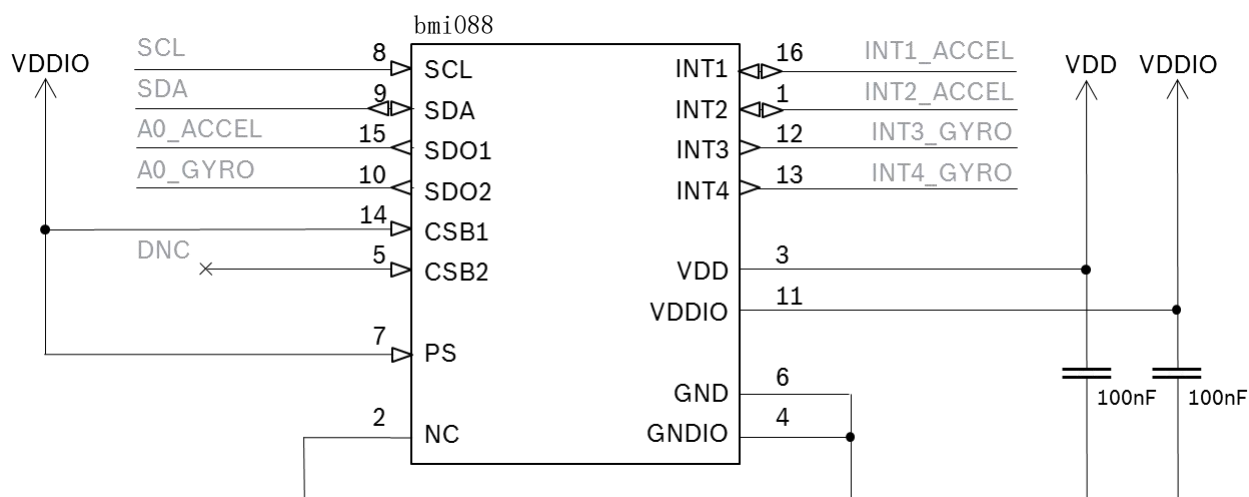 bmi088
VDDIO
SCL
8
SCL
SDA
9
SDA
A0_ACCEL
15
SDO1
A0_GYRO
10
SDO2
14
CSB1
DNC
5
CSB2
7
PS
2
NC
INT1
16
INT1_ACCEL
INT2
1
INT2_ACCEL
INT3
12
INT3_GYRO
INT4
13
INT4_GYRO
VDD
3
VDDIO
11
GND
6
GNDIO
4
VDD
VDDIO
100nF
100nF